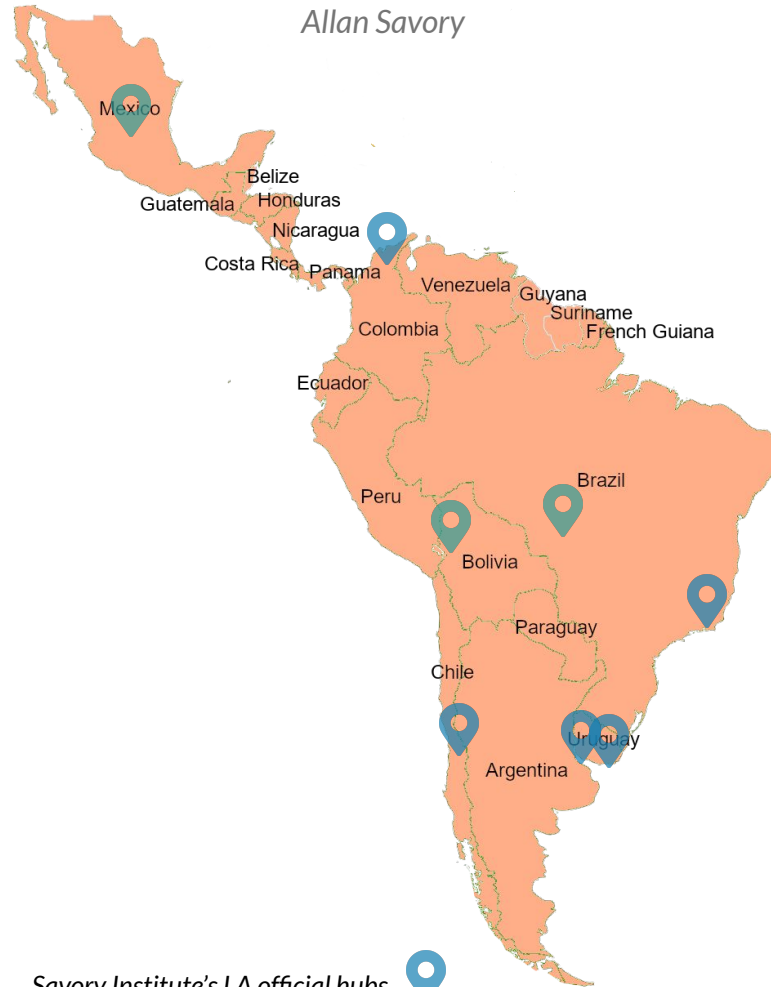 Allan Savory
Mexico
Belize
Guatemala
Honduras
Nicaragua
Costa Rica
Panama
Venezuela
Guyana
Suriname
French Guiana
Colombia
Ecuador
Brazil
Peru
Bolivia
Paraguay
Chile
Uruguay
Argentina
Savory Institute's LA official hubs